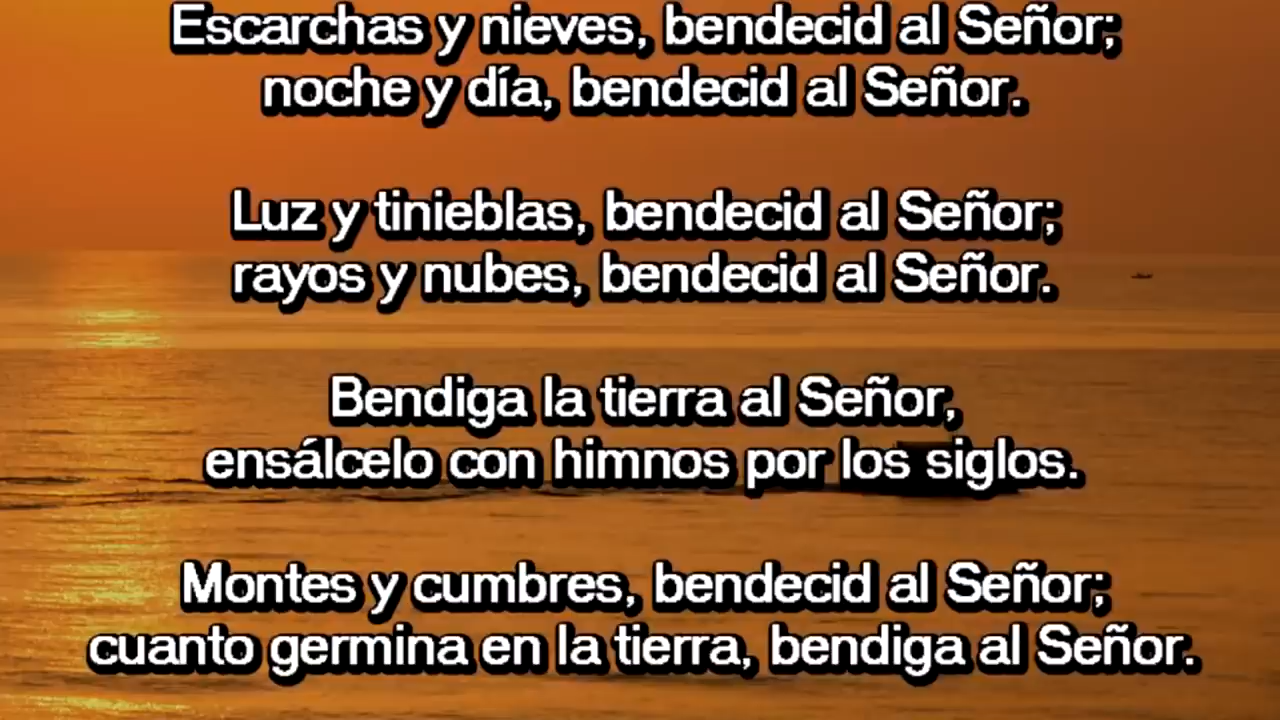 Escarchas y nieves, bendecid al Señor;
noche y día, bendecid al Señor.
Luz y tinieblas, bendecid al Señor;
rayos y nubes, bendecid al Señor.
Bendiga la tierra al Señor,
ensálcelo con himnos por los siglos.
Montes y cumbres, bendecid al Señor;
cuanto germina en la tierra, bendiga al Señor.